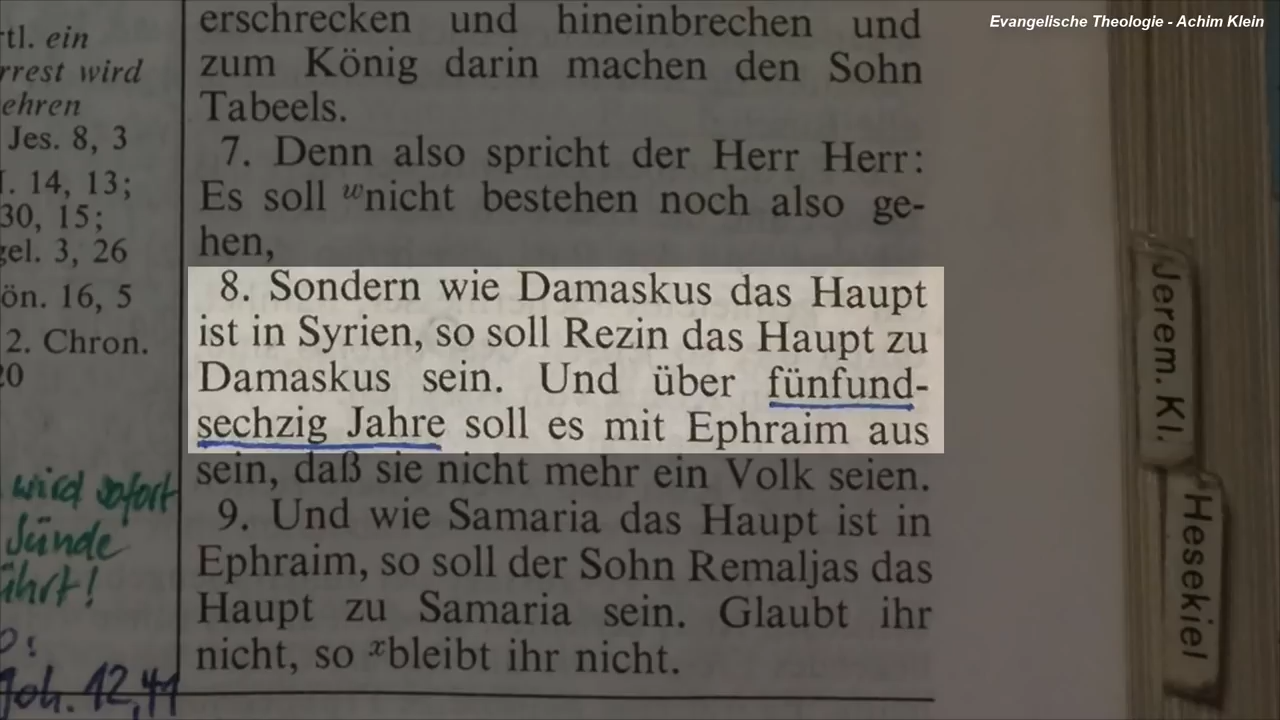 Evangelische Theologie - Achim Klein
tl. ein
rrest wird
ehren
Jes. 8, 3
f. 14, 13;
30, 15;
gel. 3, 26
ön. 16, 5
2. Chron.
20
wird sofort
Sünde
ührt!
Joh. 12,41
erschrecken und hineinbrechen und
zum König darin machen den Sohn
Tabeels.
7. Denn also spricht der Herr Herr:
Es soll wnicht bestehen noch also ge-
hen,
8. Sondern wie Damaskus das Haupt
ist in Syrien, so soll Rezin das Haupt zu
Damaskus sein. Und über fünfund-
sechzig Jahre soll es mit Ephraim aus
sein, daß sie nicht mehr ein Volk seien.
9. Und wie Samaria das Haupt ist in
Ephraim, so soll der Sohn Remaljas das
Haupt zu Samaria sein. Glaubt ihr
nicht, so xbleibt ihr nicht.
Jerem. Kl.
Hesekiel